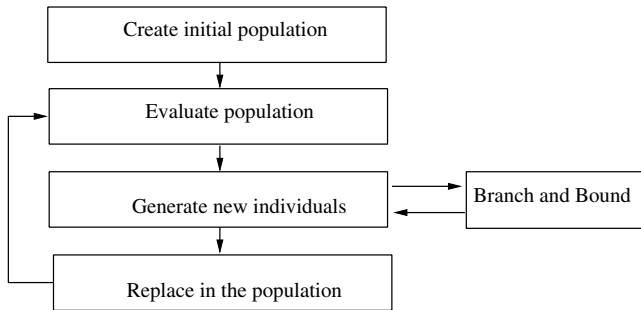 Create initial population
Evaluate population
Generate new individuals
Branch and Bound
Replace in the population